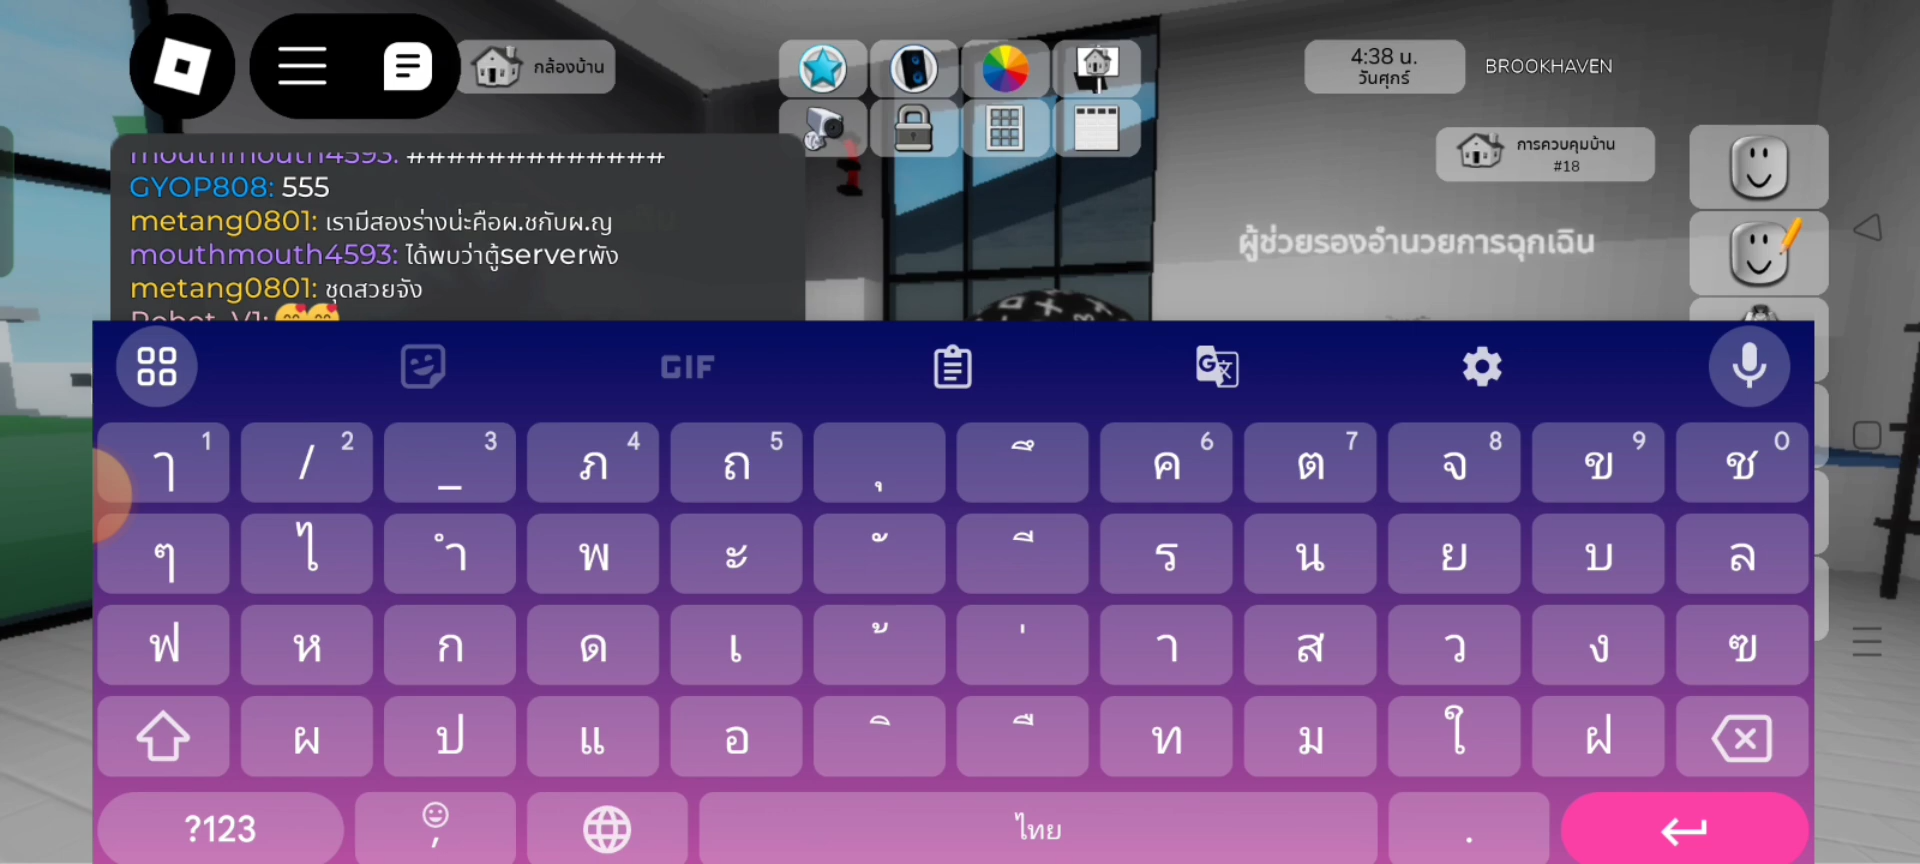 กล้องบ้าน
4:38 น.
วันศุกร์
BROOKHAVEN
การควบคุมบ้าน
#18
mouthmouth4593: #############
GYOP808: 555
metang0801: เรามีสองร่างน่ะคือผ.ชกับผ.ญ
mouthmouth4593: ได้พบว่าตู้serverพัง
metang0801: ชุดสวยจัง
Robot_V1: 🥰🥰
ผู้ช่วยรองอำนวยการฉุกเฉิน
GIF
ๅ 1 / 2 _ 3 ภ 4 ถ 5 ุ ึ ค 6 ต 7 จ 8 ข 9 ช 0
ๆ ไ ำ พ ะ ั ี ร น ย บ ล
ฟ ห ก ด เ ้ ่ า ส ว ง ฃ
ผ ป แ อ ิ ื ท ม ใ ฝ
?123 , ไทย .